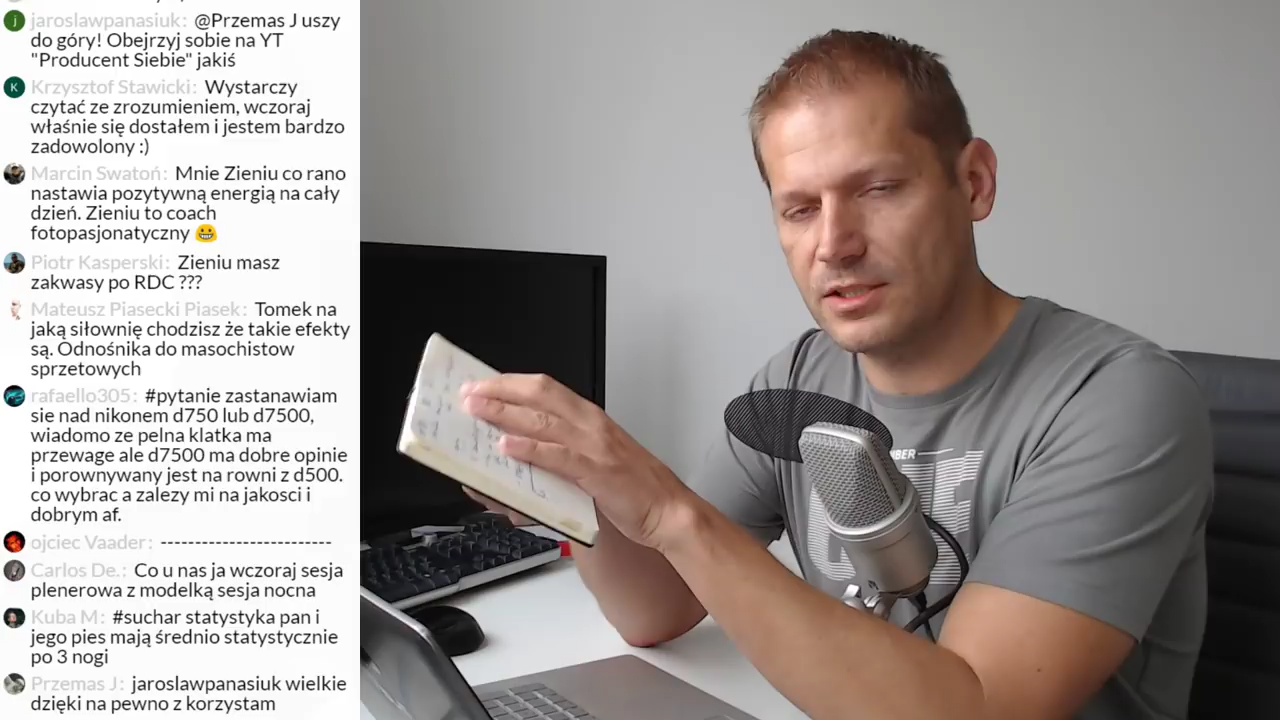 jaroslawpanasiuk: @Przemas J uszy
do góry! Obejrzyj sobie na YT
"Producent Siebie" jakiś
Krzysztof Stawicki: Wystarczy
czytać ze zrozumieniem, wczoraj
właśnie się dostałem i jestem bardzo
zadowolony :)
Marcin Swatoń: Mnie Zieniu co rano
nastawia pozytywną energią na cały
dzień. Zieniu to coach
fotopasjonatyczny 😀
Piotr Kasperski: Zieniu masz
zakwasy po RDC ???
Mateusz Piasecki Piasek: Tomek na
jaką siłownię chodzisz że takie efekty
są. Odnośnika do masochistow
sprzetowych
rafaello305: #pytanie zastanawiam
sie nad nikonem d750 lub d7500,
wiadomo ze pelna klatka ma
przewage ale d7500 ma dobre opinie
i porownywany jest na rowni z d500.
co wybrac a zalezy mi na jakosci i
dobrym af.
ojciec Vaader: -------------------------
Carlos De.: Co u nas ja wczoraj sesja
plenerowa z modelką sesja nocna
Kuba M: #suchar statystyka pan i
jego pies mają średnio statystycznie
po 3 nogi
Przemas J: jaroslawpanasiuk wielkie
dzięki na pewno z korzystam